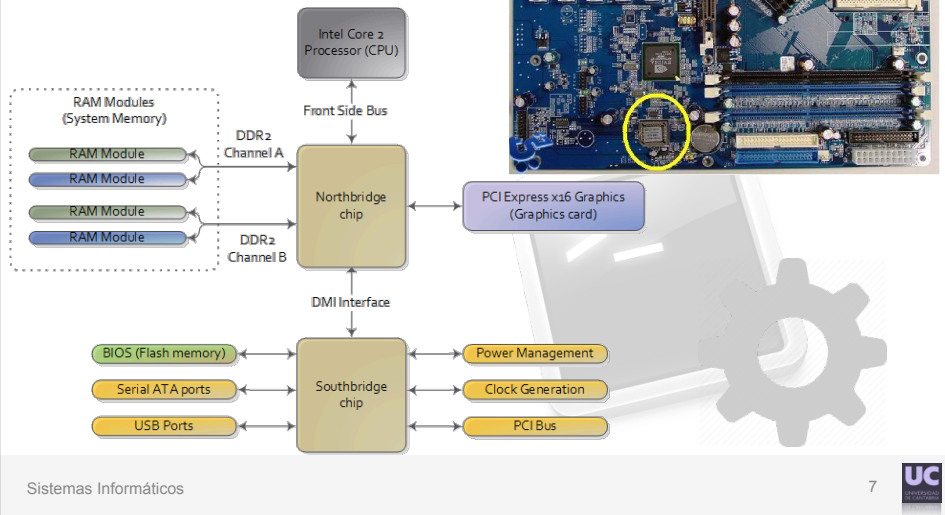 Intel Core 2
Processor (CPU)
Front Side Bus
RAM Modules
(System Memory)
DDR2
Channel A
RAM Module
RAM Module
RAM Module
RAM Module
DDR2
Channel B
Northbridge
chip
PCI Express x16 Graphics
(Graphics card)
DMI Interface
BIOS (Flash memory)
Serial ATA ports
USB Ports
Southbridge
chip
Power Management
Clock Generation
PCI Bus
Sistemas Informáticos
7
UC
UNIVERSIDAD
DE CANTABRIA